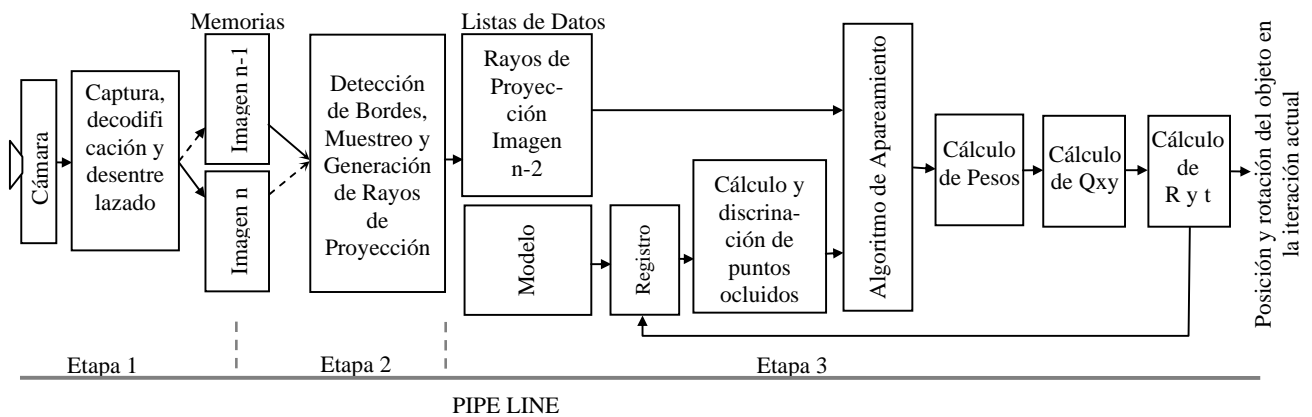 Memorias
Listas de Datos
Cámara
Captura,
decodifi
cación y
desentre
lazado
Imagen n-1
Imagen n
Detección
de Bordes,
Muestreo y
Generación
de Rayos
de
Proyección
Rayos de
Proyec-
ción
Imagen
n-2
Modelo
Registro
Cálculo y
discrina-
ción de
puntos
ocluidos
Algoritmo de Apareamiento
Cálculo
de Pesos
Cálculo
de Qxy
Cálculo
de
R y t
Posición y rotación del objeto en
la iteración actual
Etapa 1
Etapa 2
Etapa 3
PIPE LINE